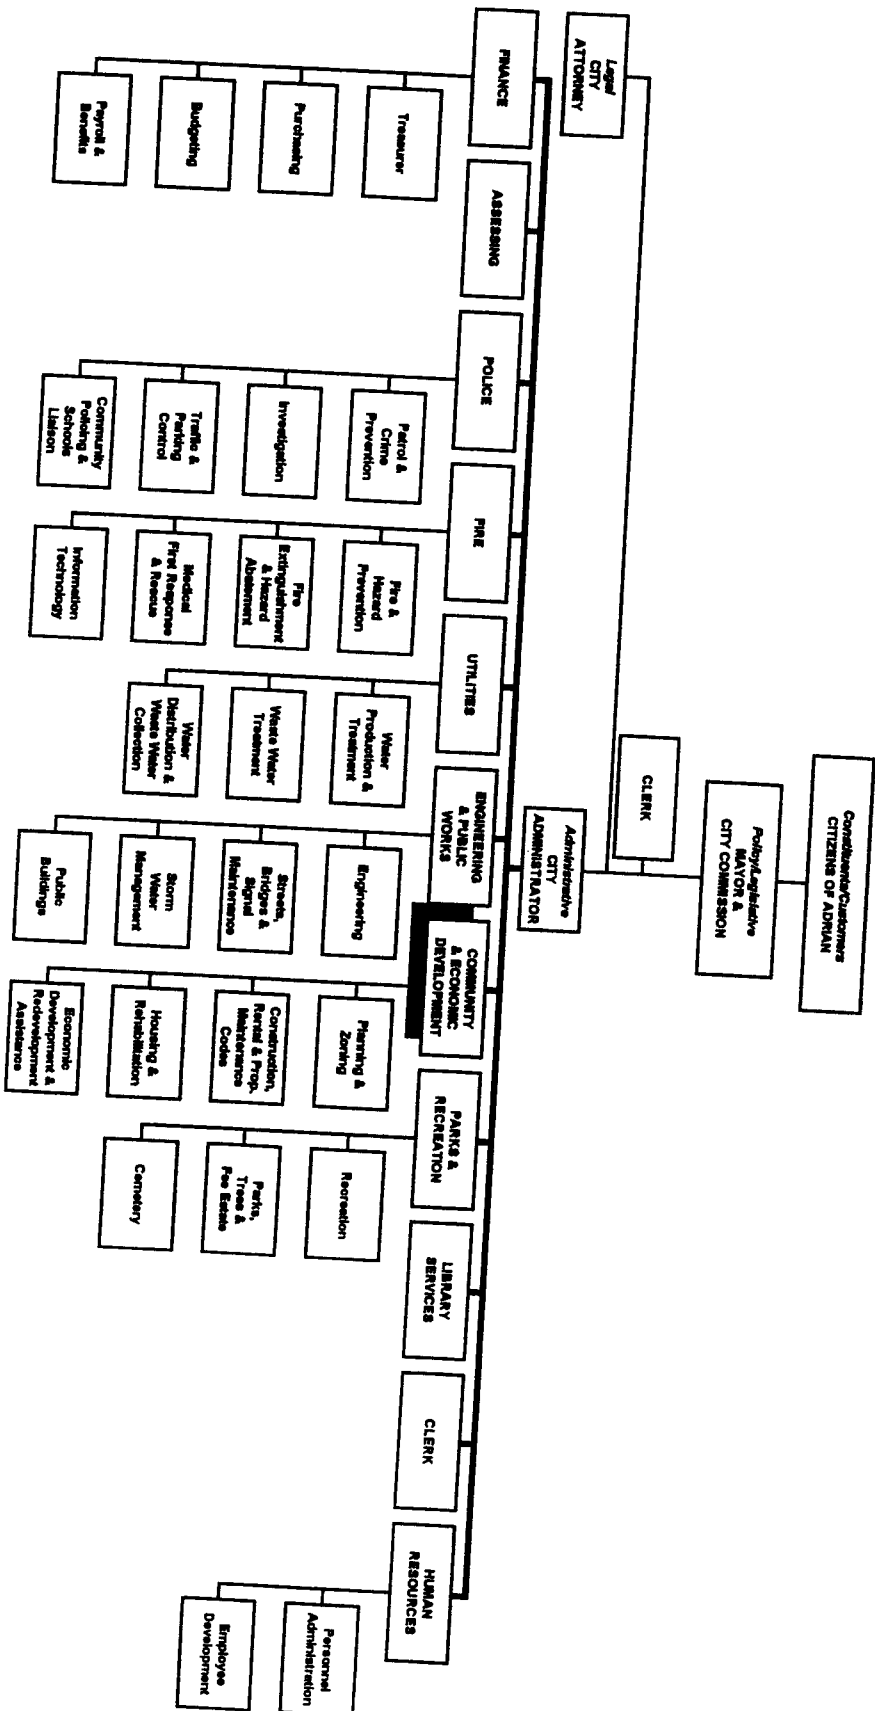 Constituents/Customers
CITIZENS OF ADRIAN
Policy/Legislative
MAYOR &
CITY COMMISSION
CLERK
Legal
CITY
ATTORNEY
Administrative
CITY
ADMINISTRATOR
FINANCE
Treasurer
Purchasing
Budgeting
Payroll &
Benefits
ASSESSING
POLICE
Patrol &
Crime
Prevention
Investigation
Traffic &
Parking
Control
Community
Policing &
Schools
Liaison
FIRE
Fire &
Hazard
Prevention
Fire
Extinguishment
& Hazard
Abatement
Medical
First Response
& Rescue
Information
Technology
UTILITIES
Water
Production &
Treatment
Waste Water
Treatment
Water
Distribution &
Waste Water
Collection
ENGINEERING
& PUBLIC
WORKS
Engineering
Streets,
Bridges &
Signal
Maintenance
Storm
Water
Management
Public
Buildings
COMMUNITY
& ECONOMIC
DEVELOPMENT
Planning &
Zoning
Construction,
Rental & Prop.
Maintenance
Codes
Housing &
Rehabilitation
Economic
Development &
Redevelopment
Assistance
PARKS &
RECREATION
Recreation
Parks,
Trees &
Fee Estate
Cemetery
LIBRARY
SERVICES
CLERK
HUMAN
RESOURCES
Personnel
Administration
Employee
Development